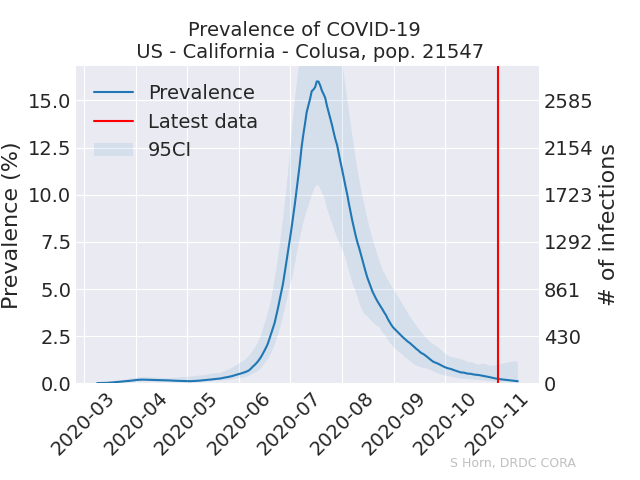 Prevalence of COVID-19
US - California - Colusa, pop. 21547
Prevalence (%)
15.0
12.5
10.0
7.5
5.0
2.5
0.0
Prevalence
Latest data
95CI
2585
2154
1723
1292
861
430
0
# of infections
2020-03
2020-04
2020-05
2020-06
2020-07
2020-08
2020-09
2020-10
2020-11
S Horn, DRDC CORA